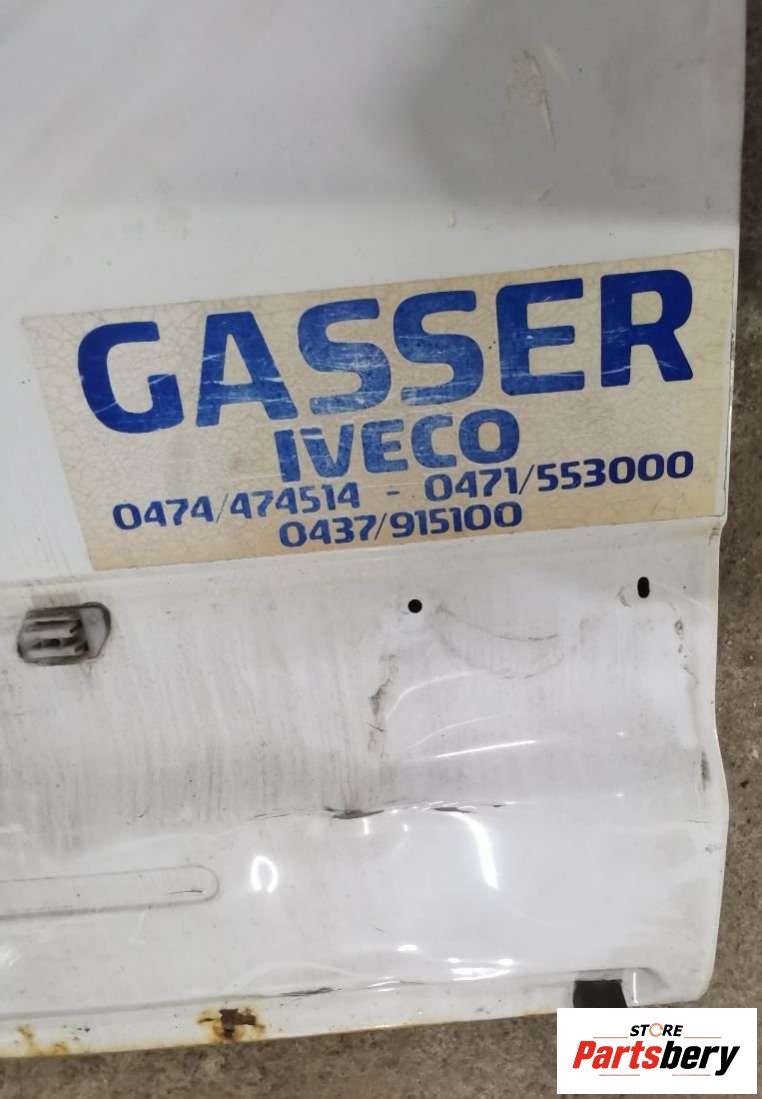 GASSER
IVECO
0474/474514 - 0471/553000
0437/915100
STORE
Partsbery